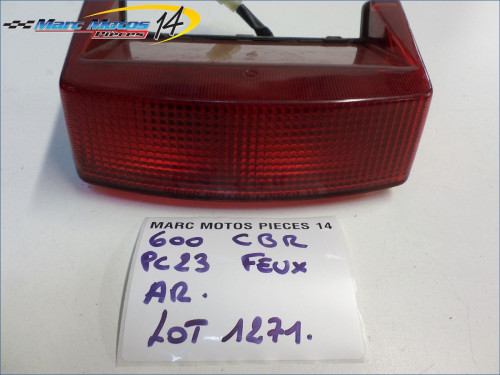 Marc Motos 14
Pièces
MARC MOTOS PIECES 14
600 CBR
PC23 FEUX
AR.
LOT 1271.